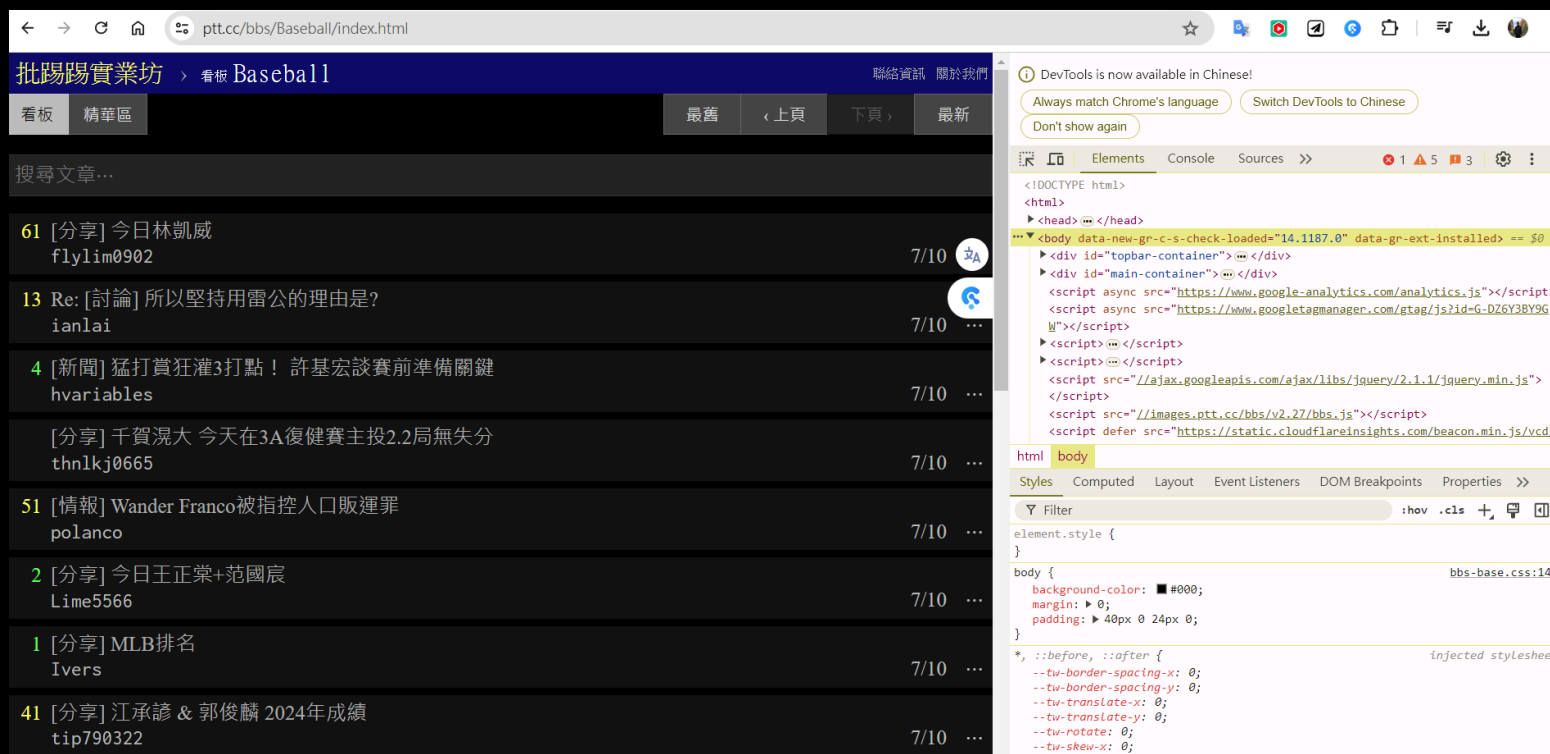 ptt.cc/bbs/Baseball/index.html
批踢踢實業坊 › 看板 Baseball 聯絡資訊 關於我們
看板 精華區 最舊 ‹ 上頁 下頁 › 最新
搜尋文章…
61 [分享] 今日林凱威
flylim0902 7/10
13 Re: [討論] 所以堅持用雷公的理由是?
ianlai 7/10 ...
4 [新聞] 猛打賞狂灌3打點！ 許基宏談賽前準備關鍵
hvariables 7/10 ...
[分享] 千賀滉大 今天在3A復健賽主投2.2局無失分
thnlkj0665 7/10 ...
51 [情報] Wander Franco被指控人口販運罪
polanco 7/10 ...
2 [分享] 今日王正棠+范國宸
Lime5566 7/10 ...
1 [分享] MLB排名
Ivers 7/10 ...
41 [分享] 江承諺 & 郭俊麟 2024年成績
tip790322 7/10 ...
DevTools is now available in Chinese!
Always match Chrome's language Switch DevTools to Chinese
Don't show again
Elements Console Sources 1 5 3
<!DOCTYPE html>
<html>
<head> ... </head>
... <body data-new-gr-c-s-check-loaded="14.1187.0" data-gr-ext-installed> == $0
<div id="topbar-container"> ... </div>
<div id="main-container"> ... </div>
<script async src="https://www.google-analytics.com/analytics.js"></script
<script async src="https://www.googletagmanager.com/gtag/js?id=G-DZ6Y3BY9G
W"></script>
<script> ... </script>
<script> ... </script>
<script src="//ajax.googleapis.com/ajax/libs/jquery/2.1.1/jquery.min.js">
</script>
<script src="//images.ptt.cc/bbs/v2.27/bbs.js"></script>
<script defer src="https://static.cloudflareinsights.com/beacon.min.js/vcd
html body
Styles Computed Layout Event Listeners DOM Breakpoints Properties
Filter :hov .cls
element.style {
}
body { bbs-base.css:14
background-color: #000;
margin: 0;
padding: 40px 0 24px 0;
}
*, ::before, ::after { injected styleshee
--tw-border-spacing-x: 0;
--tw-border-spacing-y: 0;
--tw-translate-x: 0;
--tw-translate-y: 0;
--tw-rotate: 0;
--tw-skew-x: 0;